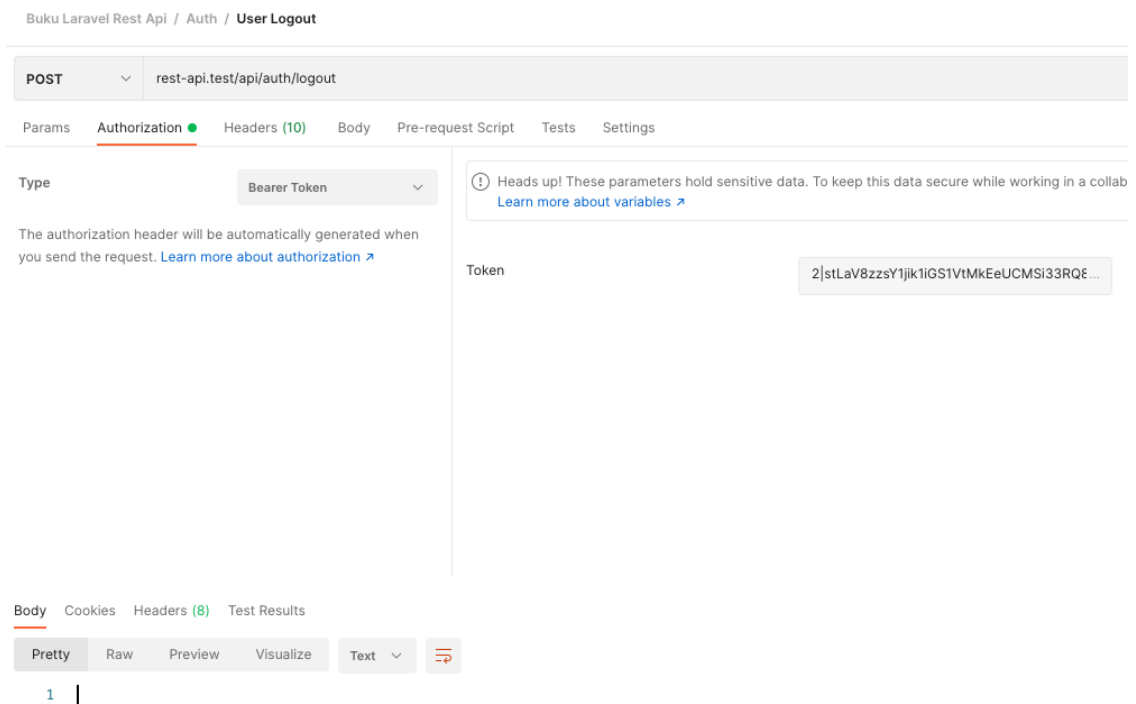 Buku Laravel Rest Api / Auth / User Logout
POST rest-api.test/api/auth/logout
Params Authorization Headers (10) Body Pre-request Script Tests Settings
Type Bearer Token
The authorization header will be automatically generated when
you send the request. Learn more about authorization ↗
Heads up! These parameters hold sensitive data. To keep this data secure while working in a collab
Learn more about variables ↗
Token 2|stLaV8zzsY1jik1iGS1VtMkEeUCMSi33RQ8...
Body Cookies Headers (8) Test Results
Pretty Raw Preview Visualize Text
1